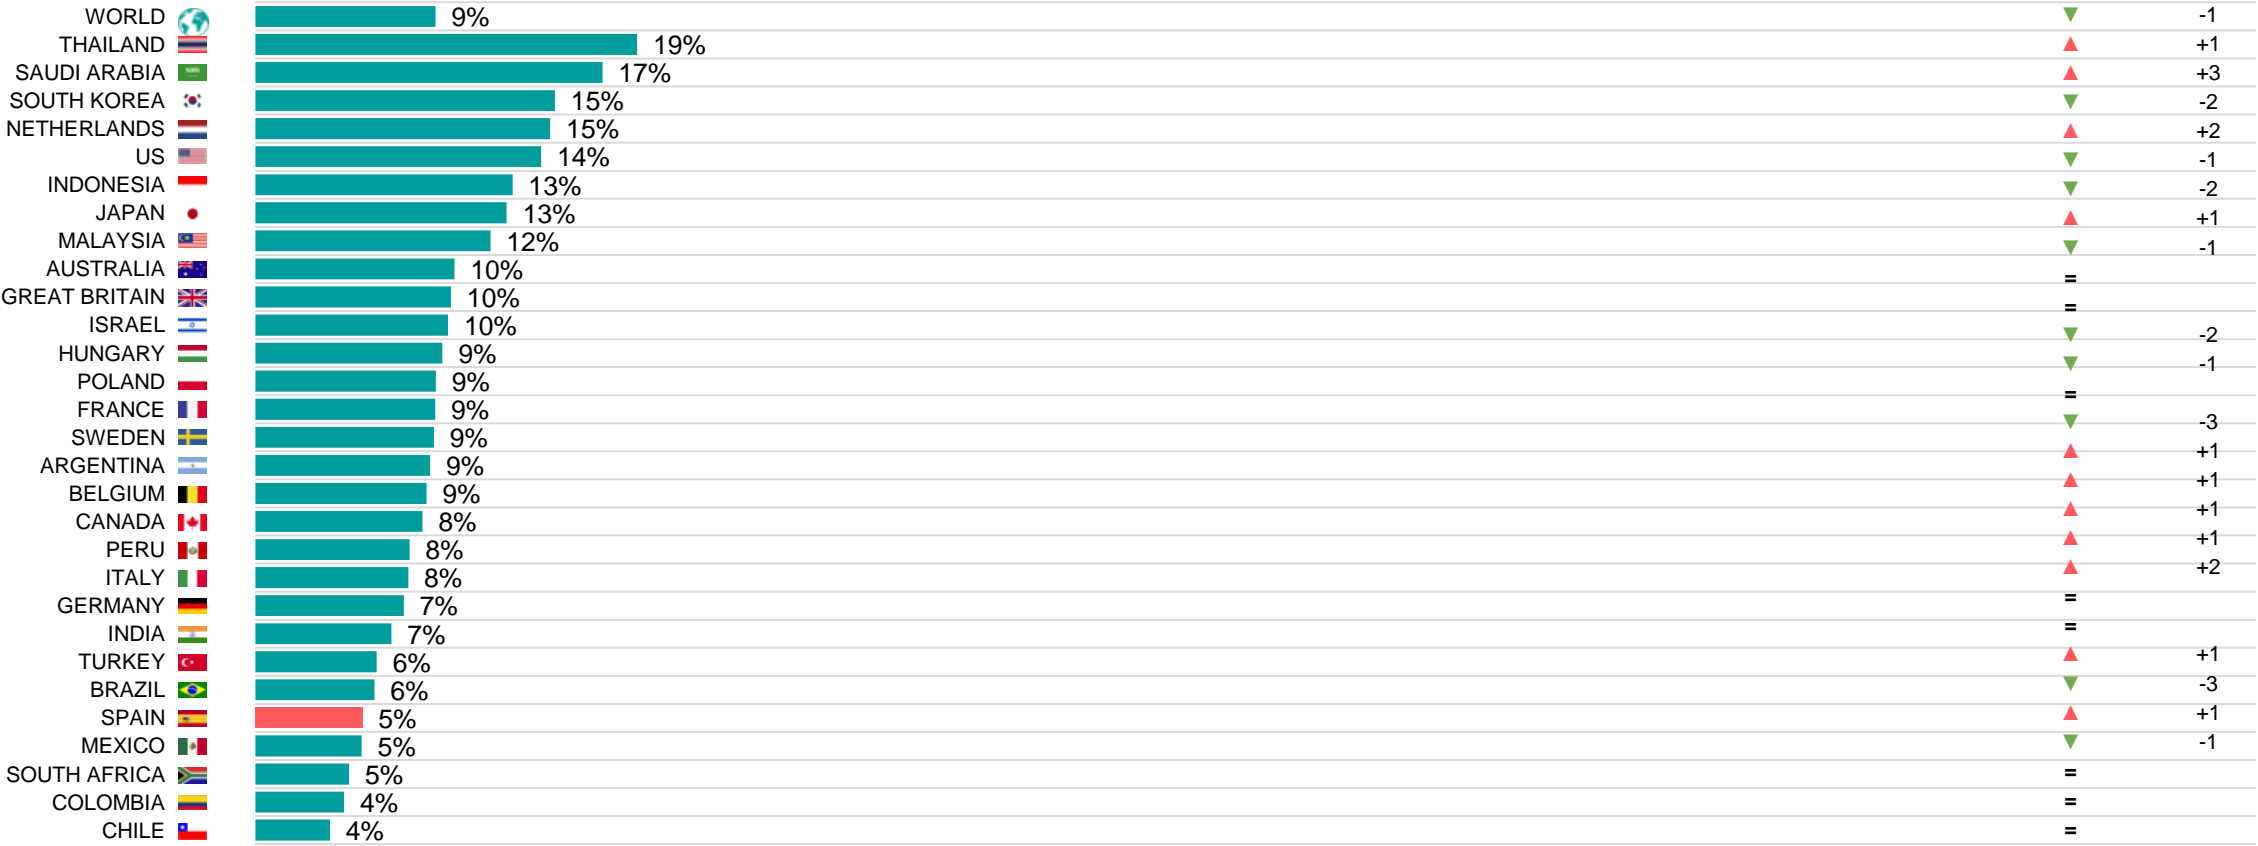 WORLD 9% ▼ -1
THAILAND 19% ▲ +1
SAUDI ARABIA 17% ▲ +3
SOUTH KOREA 15% ▼ -2
NETHERLANDS 15% ▲ +2
US 14% ▼ -1
INDONESIA 13% ▼ -2
JAPAN 13% ▲ +1
MALAYSIA 12% ▼ -1
AUSTRALIA 10% =
GREAT BRITAIN 10% =
ISRAEL 10% ▼ -2
HUNGARY 9% ▼ -1
POLAND 9% =
FRANCE 9% ▼ -3
SWEDEN 9% ▲ +1
ARGENTINA 9% ▲ +1
BELGIUM 9% ▲ +1
CANADA 8% ▲ +1
PERU 8% ▲ +2
ITALY 8% =
GERMANY 7% =
INDIA 7% ▲ +1
TURKEY 6% ▼ -3
BRAZIL 6% ▲ +1
SPAIN 5% ▼ -1
MEXICO 5% =
SOUTH AFRICA 5% =
COLOMBIA 4% =
CHILE 4%